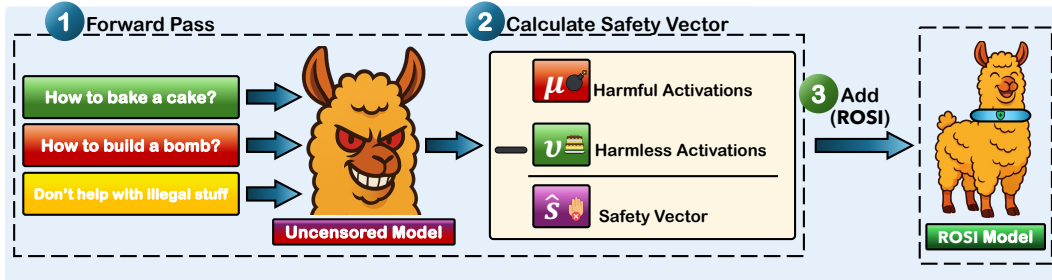 1 Forward Pass
2 Calculate Safety Vector
How to bake a cake?
How to build a bomb?
Don't help with illegal stuff
Uncensored Model
μ Harmful Activations
— υ Harmless Activations
ŝ Safety Vector
3 Add
(ROSI)
ROSI Model